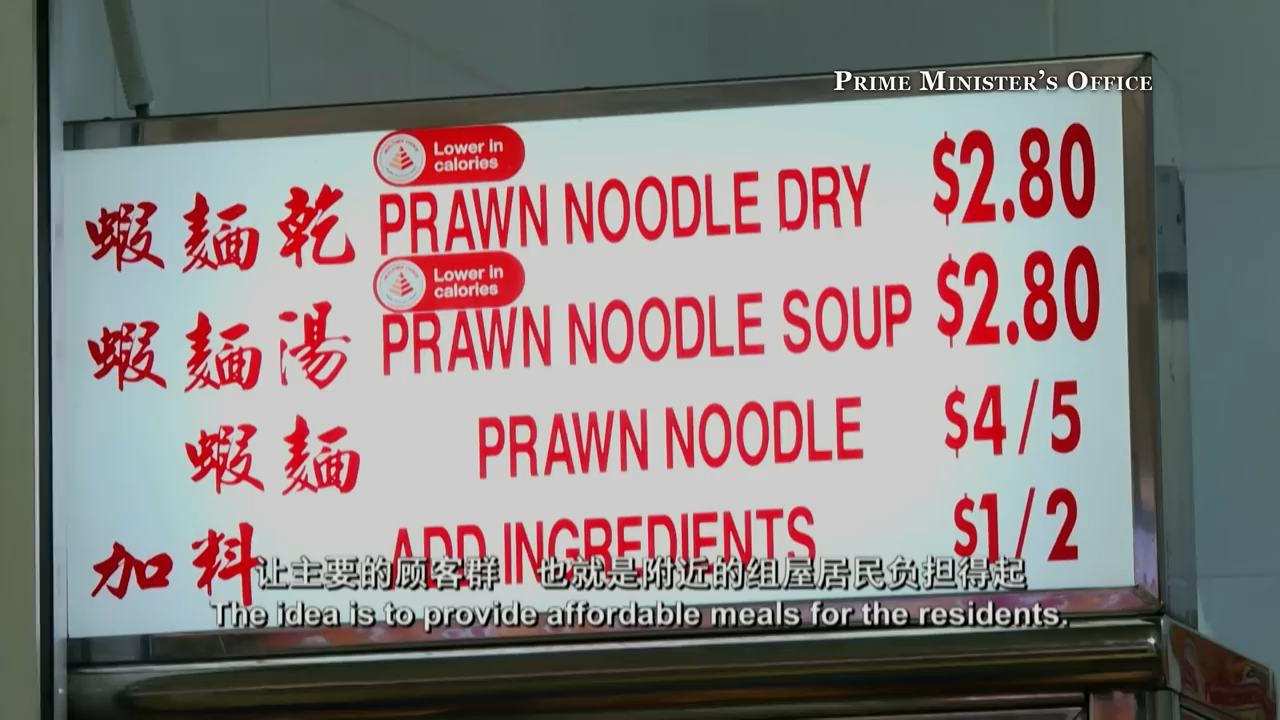 PRIME MINISTER'S OFFICE
Lower in
calories
蝦麵乾 PRAWN NOODLE DRY $2.80
Lower in
calories
蝦麵湯 PRAWN NOODLE SOUP $2.80
蝦麵 PRAWN NOODLE $4/5
加料 ADD INGREDIENTS $1/2
让主要的顾客群 也就是附近的组屋居民负担得起
The idea is to provide affordable meals for the residents.